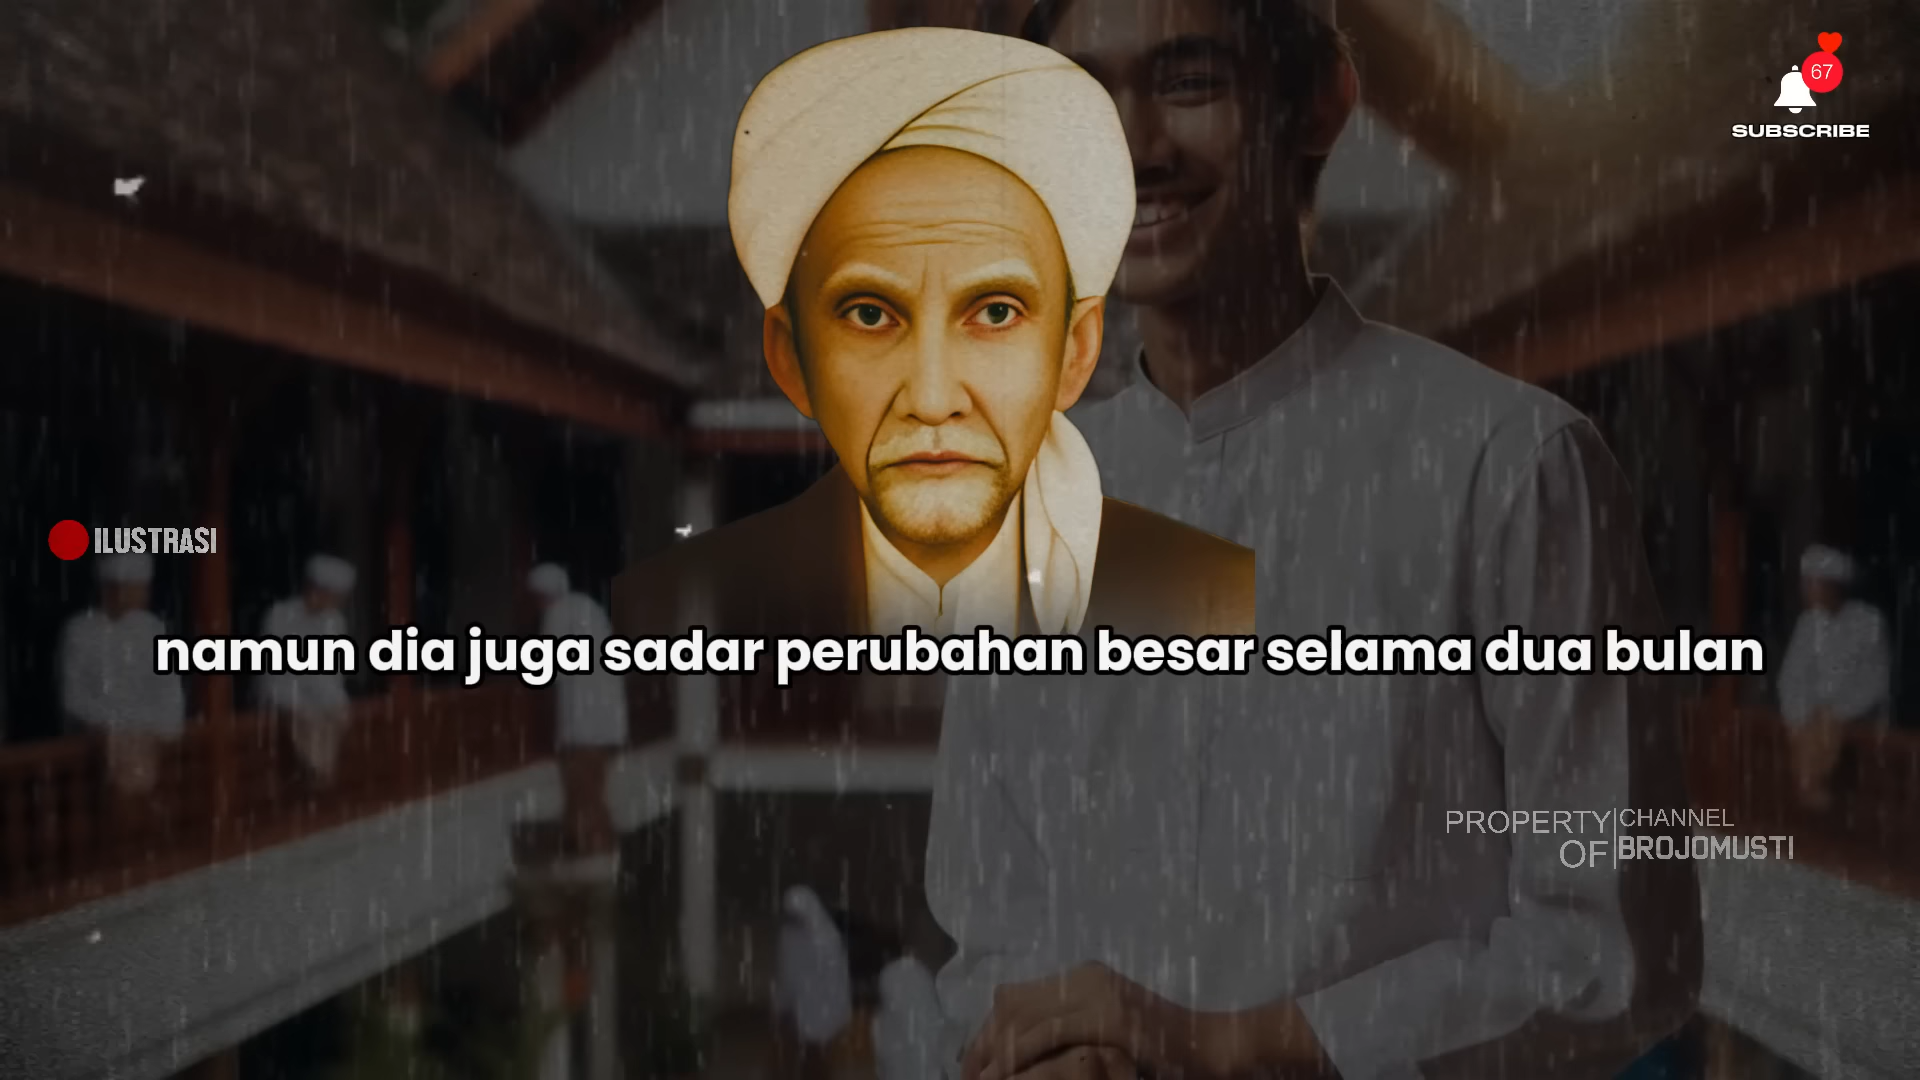 67
SUBSCRIBE
ILUSTRASI
namun dia juga sadar perubahan besar selama dua bulan
PROPERTY OF
CHANNEL
BROJOMUSTI